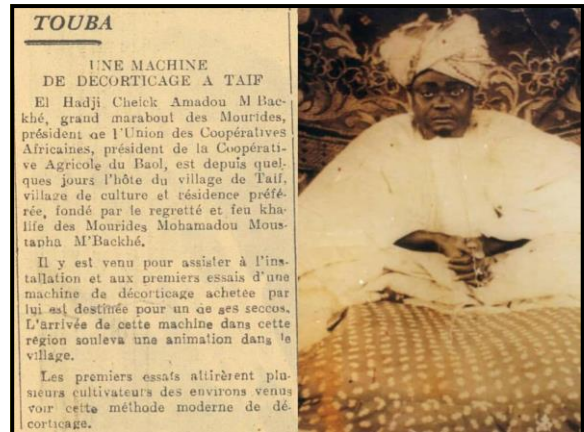 TOUBA
UNE MACHINE
DE DECORTICAGE A TAIF
El Hadji Cheick Amadou M Bac-
khé, grand marabout des Mourides,
président de l'Union des Coopératives
Africaines, président de la Coopérati-
ve Agricole du Baol, est depuis quel-
ques jours l'hôte du village de Taif,
village de culture et résidence préfé-
rée, fondé par le regretté et feu kha-
life des Mourides Mohamadou Mous-
tapha M'Backhé.
Il y est venu pour assister à l'ins-
tallation et aux premiers essais d'une
machine de décorticage achetée par
lui est destinée pour un de ses seccos.
L'arrivée de cette machine dans cette
région souleva une animation dans le
village.
Les premiers essais attirèrent plu-
sieurs cultivateurs des environs venus
voir cette méthode moderne de dé-
corticage.